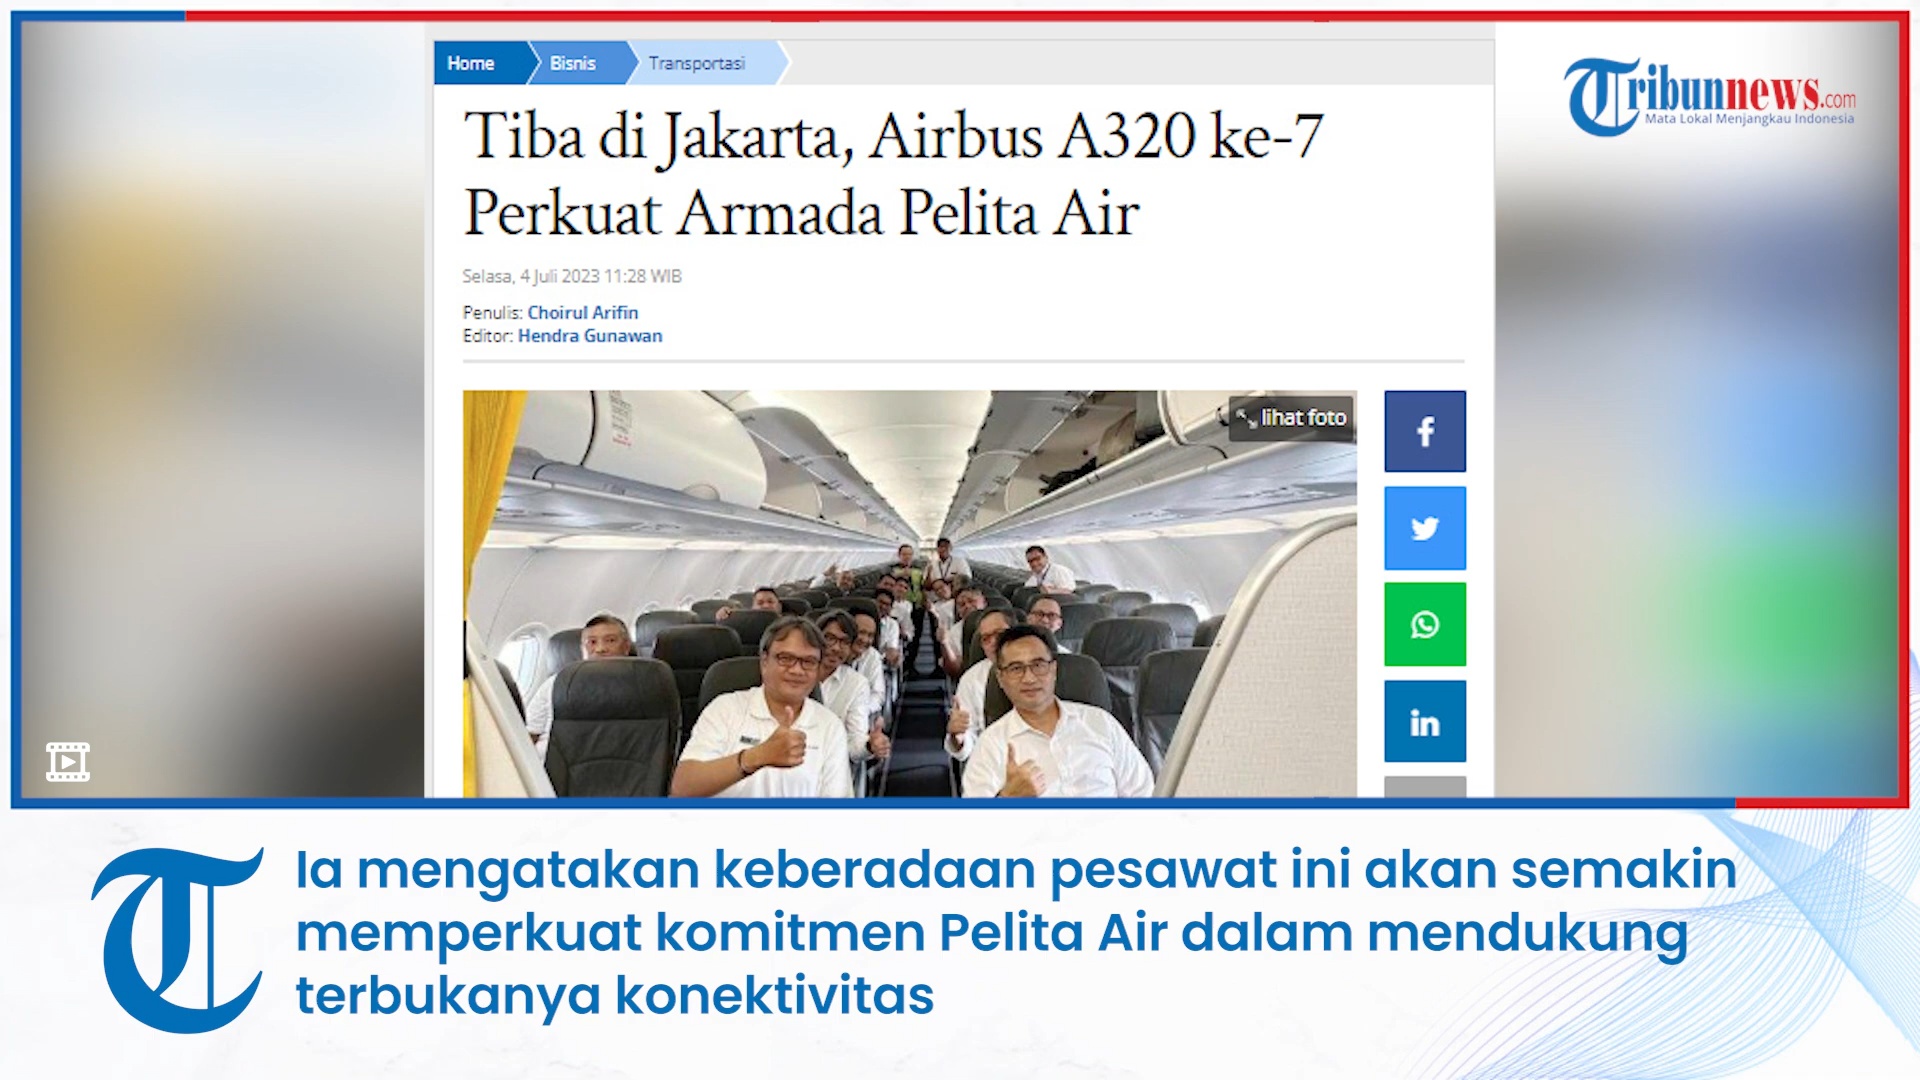 Home Bisnis Transportasi
Tribunnews.com
Mata Lokal Menjangkau Indonesia
Tiba di Jakarta, Airbus A320 ke-7
Perkuat Armada Pelita Air
Selasa, 4 Juli 2023 11:28 WIB
Penulis: Choirul Arifin
Editor: Hendra Gunawan
lihat foto
Ia mengatakan keberadaan pesawat ini akan semakin
memperkuat komitmen Pelita Air dalam mendukung
terbukanya konektivitas